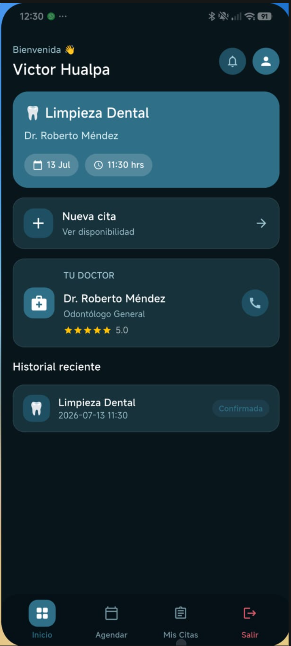 12:30
91
Bienvenida 👋
Victor Hualpa
🦷 Limpieza Dental
Dr. Roberto Méndez
13 Jul
11:30 hrs
Nueva cita
Ver disponibilidad
TU DOCTOR
Dr. Roberto Méndez
Odontólogo General
★★★★★ 5.0
Historial reciente
Limpieza Dental
2026-07-13 11:30
Confirmada
Inicio
Agendar
Mis Citas
Salir